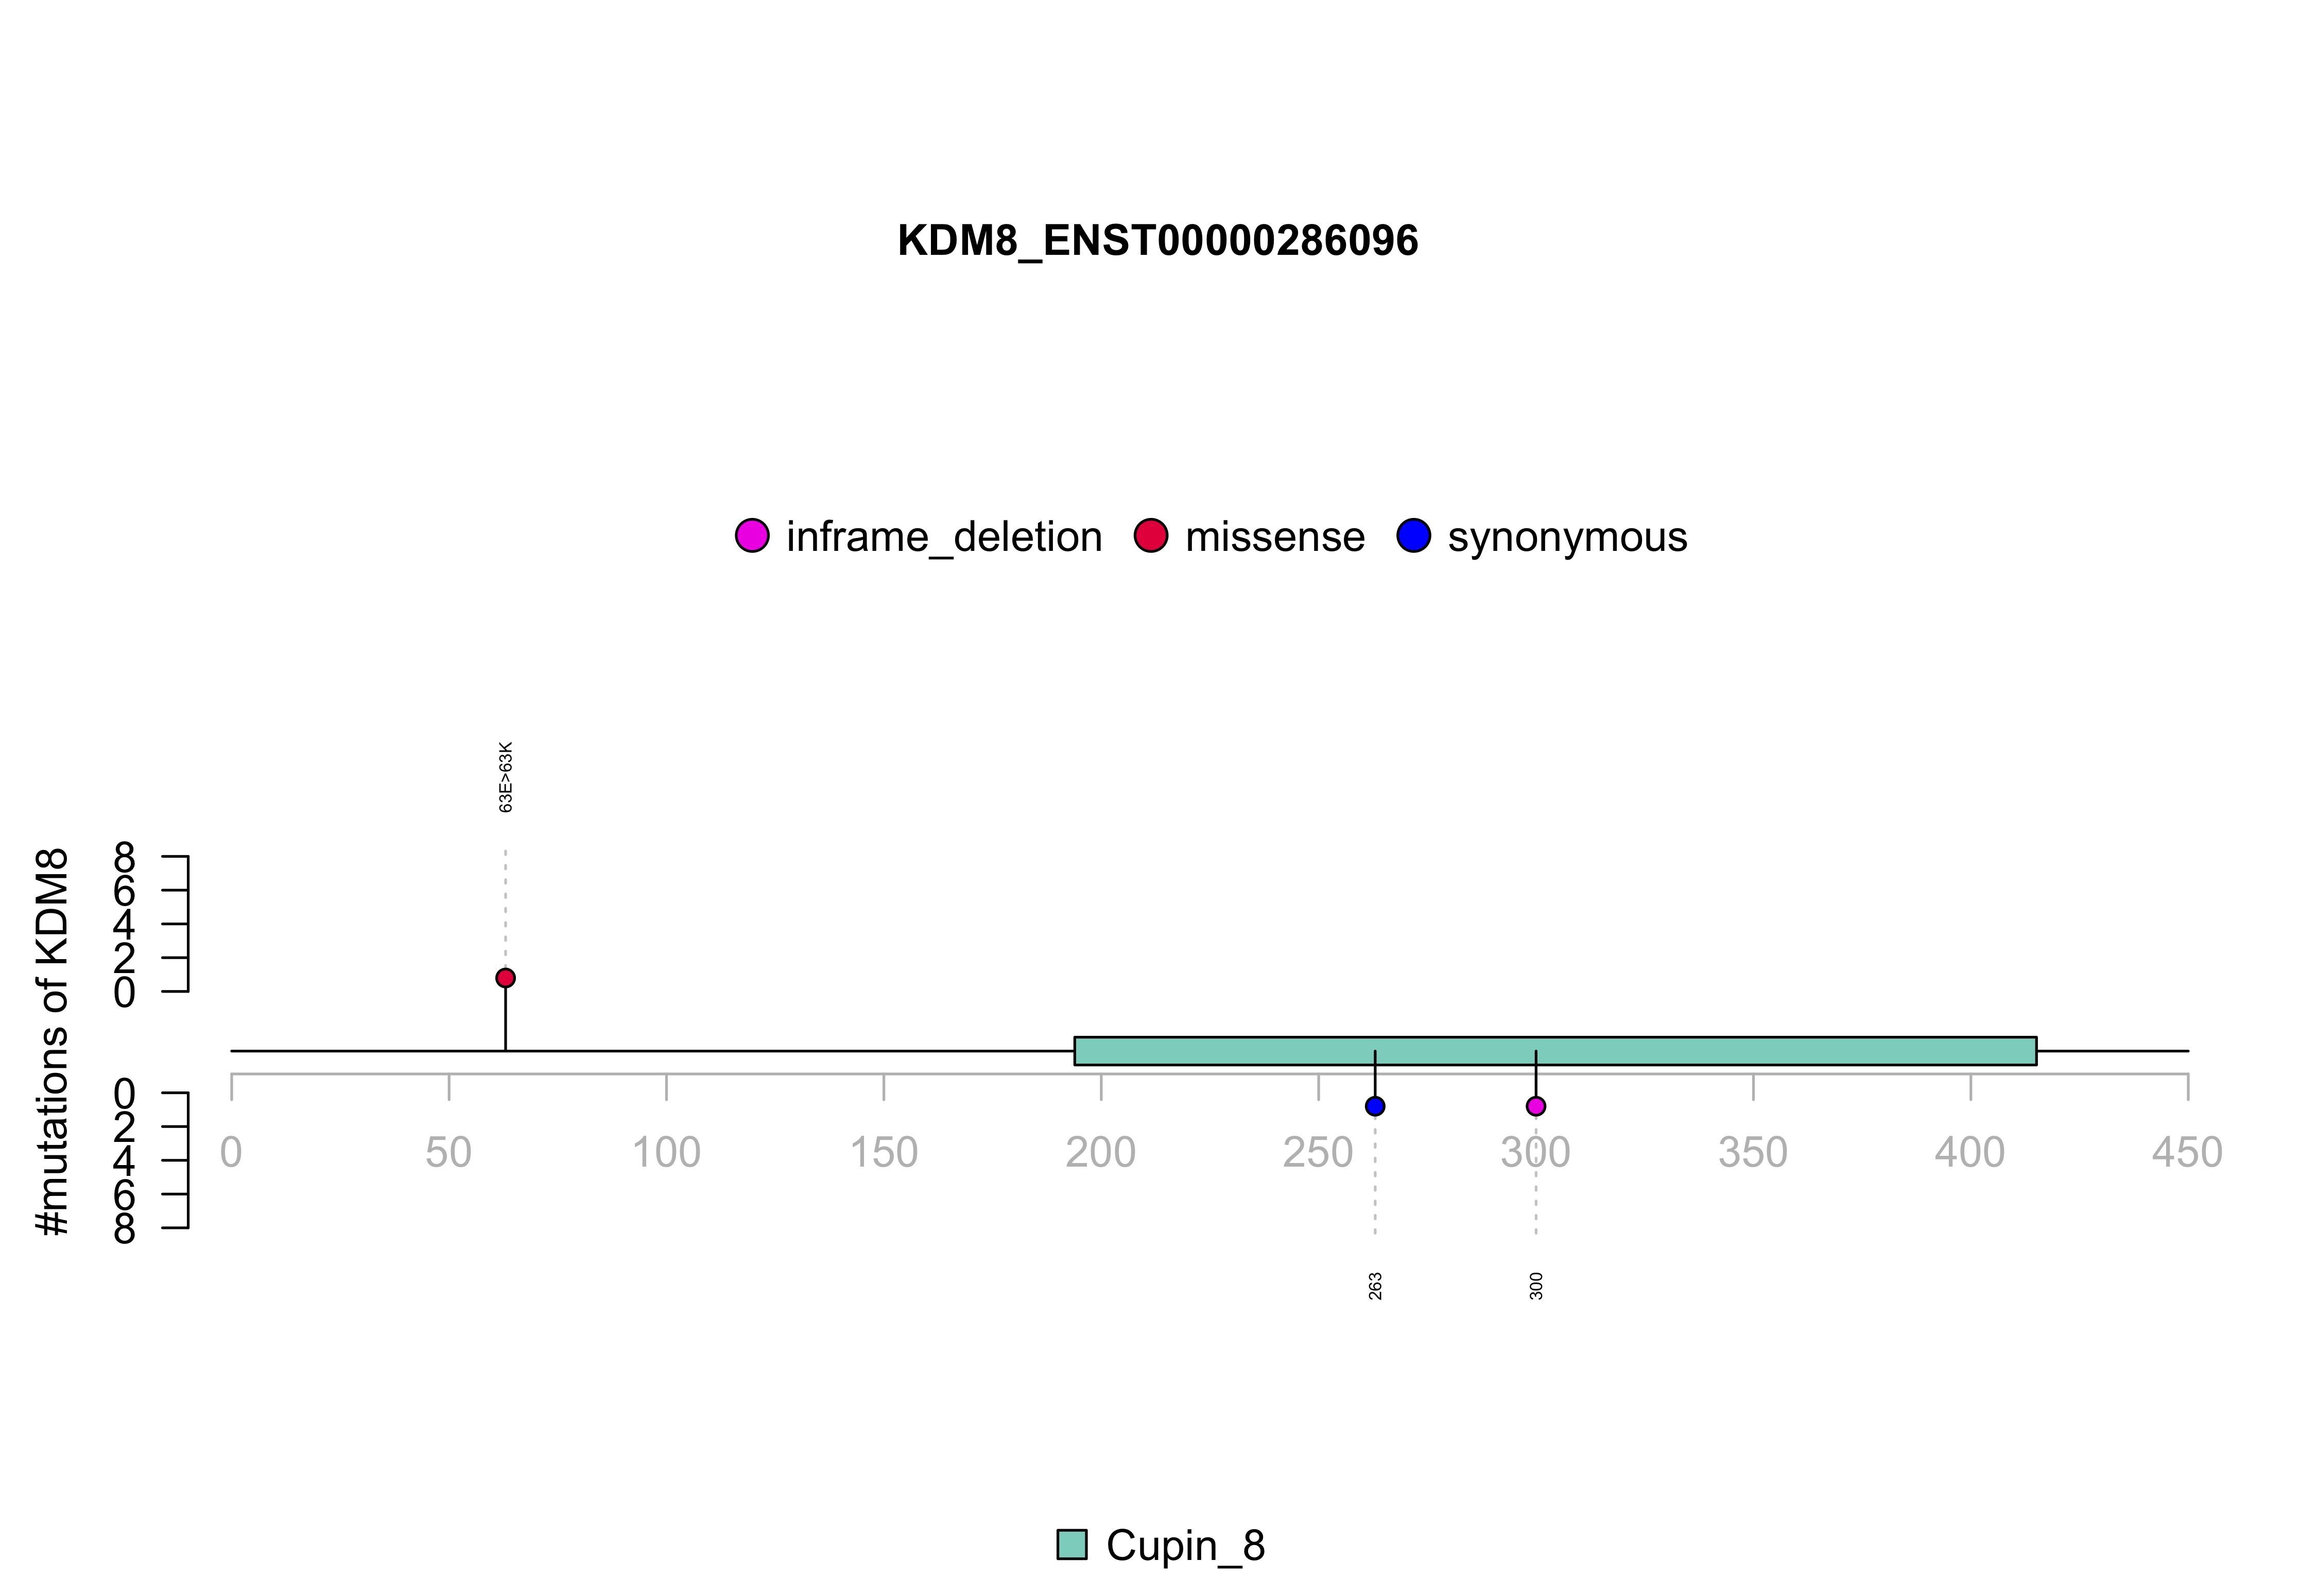 KDM8_ENST00000286096
inframe_deletion missense synonymous
63E>63K
#mutations of KDM8
8
6
4
2
0
0
2
4
6
8
0 50 100 150 200 250 300 350 400 450
263 300
Cupin_8